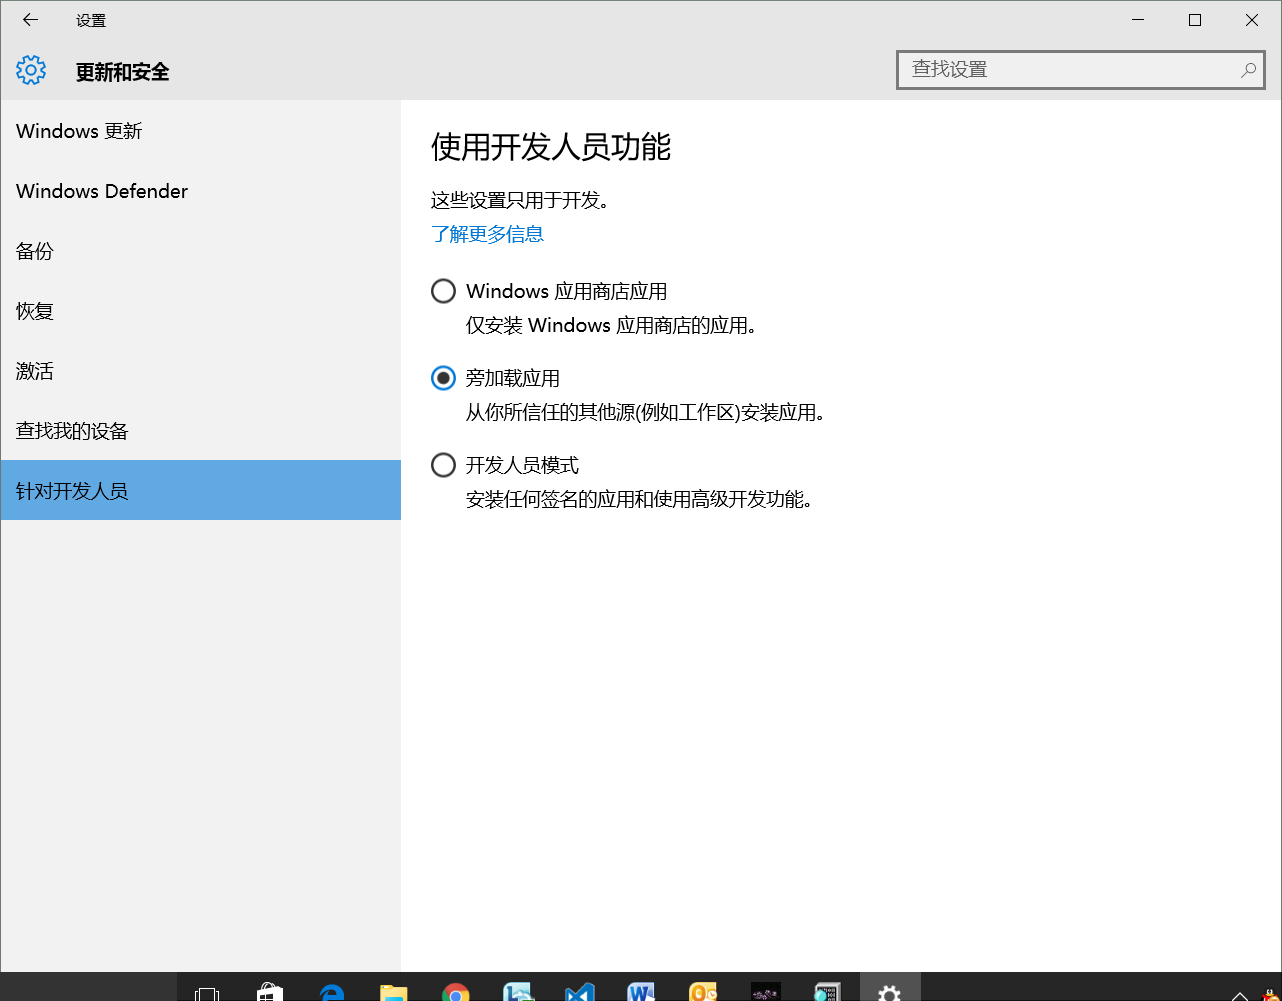 设置
更新和安全
查找设置
Windows 更新
Windows Defender
备份
恢复
激活
查找我的设备
针对开发人员
使用开发人员功能
这些设置只用于开发。
了解更多信息
Windows 应用商店应用
仅安装 Windows 应用商店的应用。
旁加载应用
从你所信任的其他源(例如工作区)安装应用。
开发人员模式
安装任何签名的应用和使用高级开发功能。